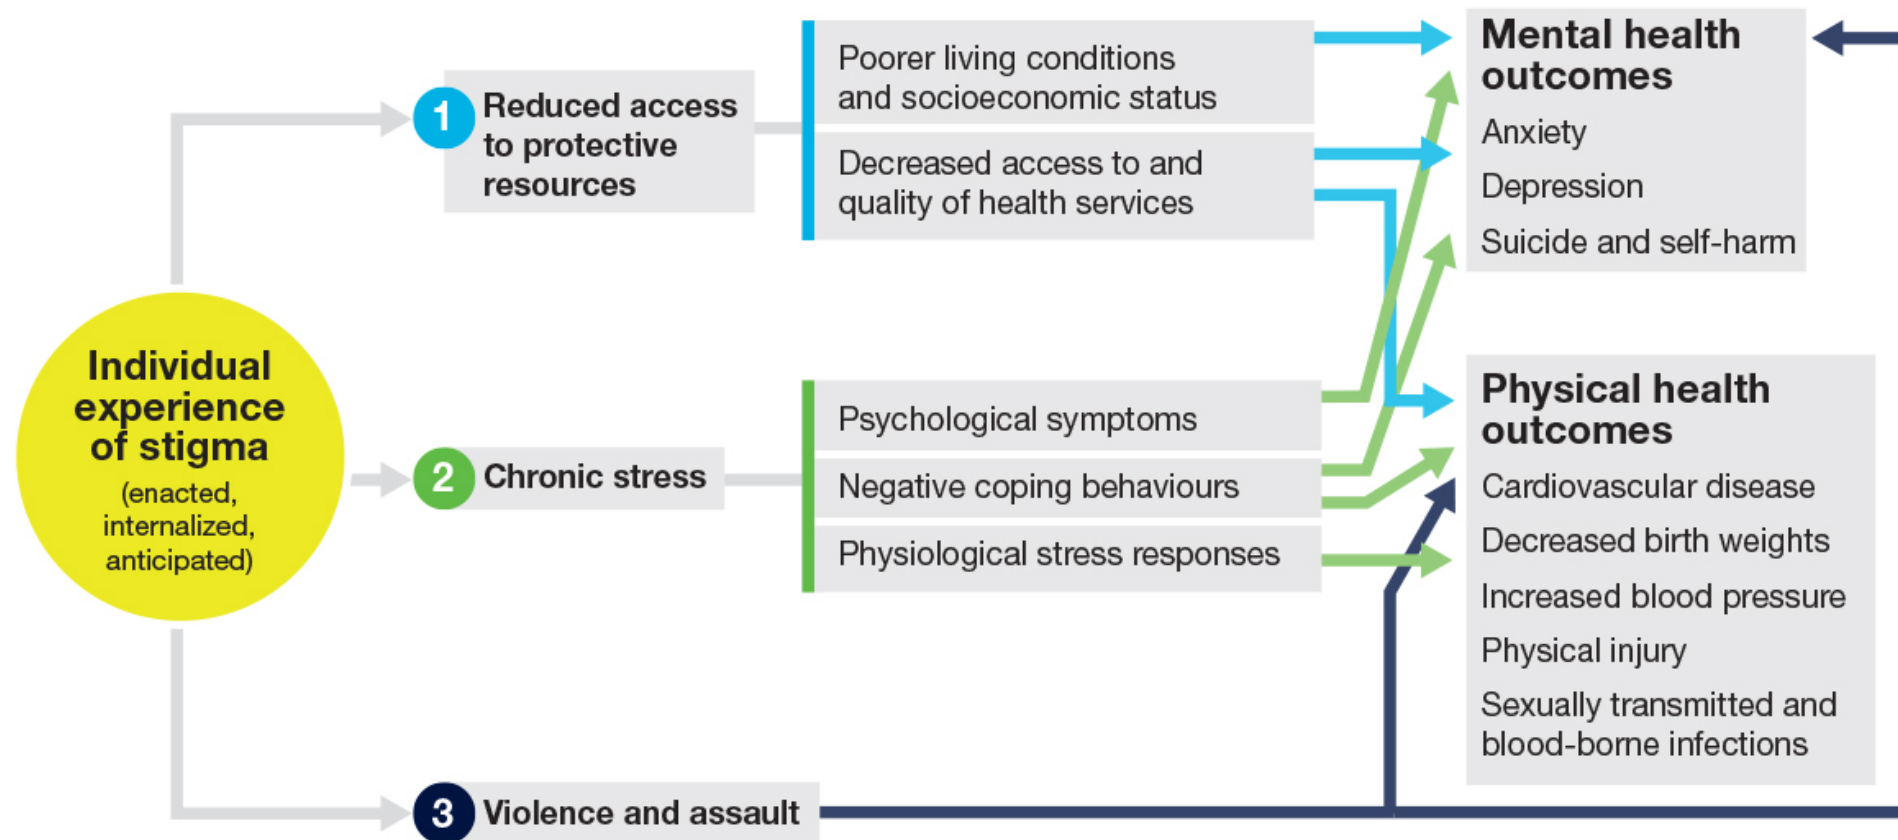 Individual
experience
of stigma
(enacted,
internalized,
anticipated)
1
Reduced access
to protective
resources
Poorer living conditions
and socioeconomic status
Decreased access to and
quality of health services
2
Chronic stress
Psychological symptoms
Negative coping behaviours
Physiological stress responses
3
Violence and assault
Mental health
outcomes
Anxiety
Depression
Suicide and self-harm
Physical health
outcomes
Cardiovascular disease
Decreased birth weights
Increased blood pressure
Physical injury
Sexually transmitted and
blood-borne infections